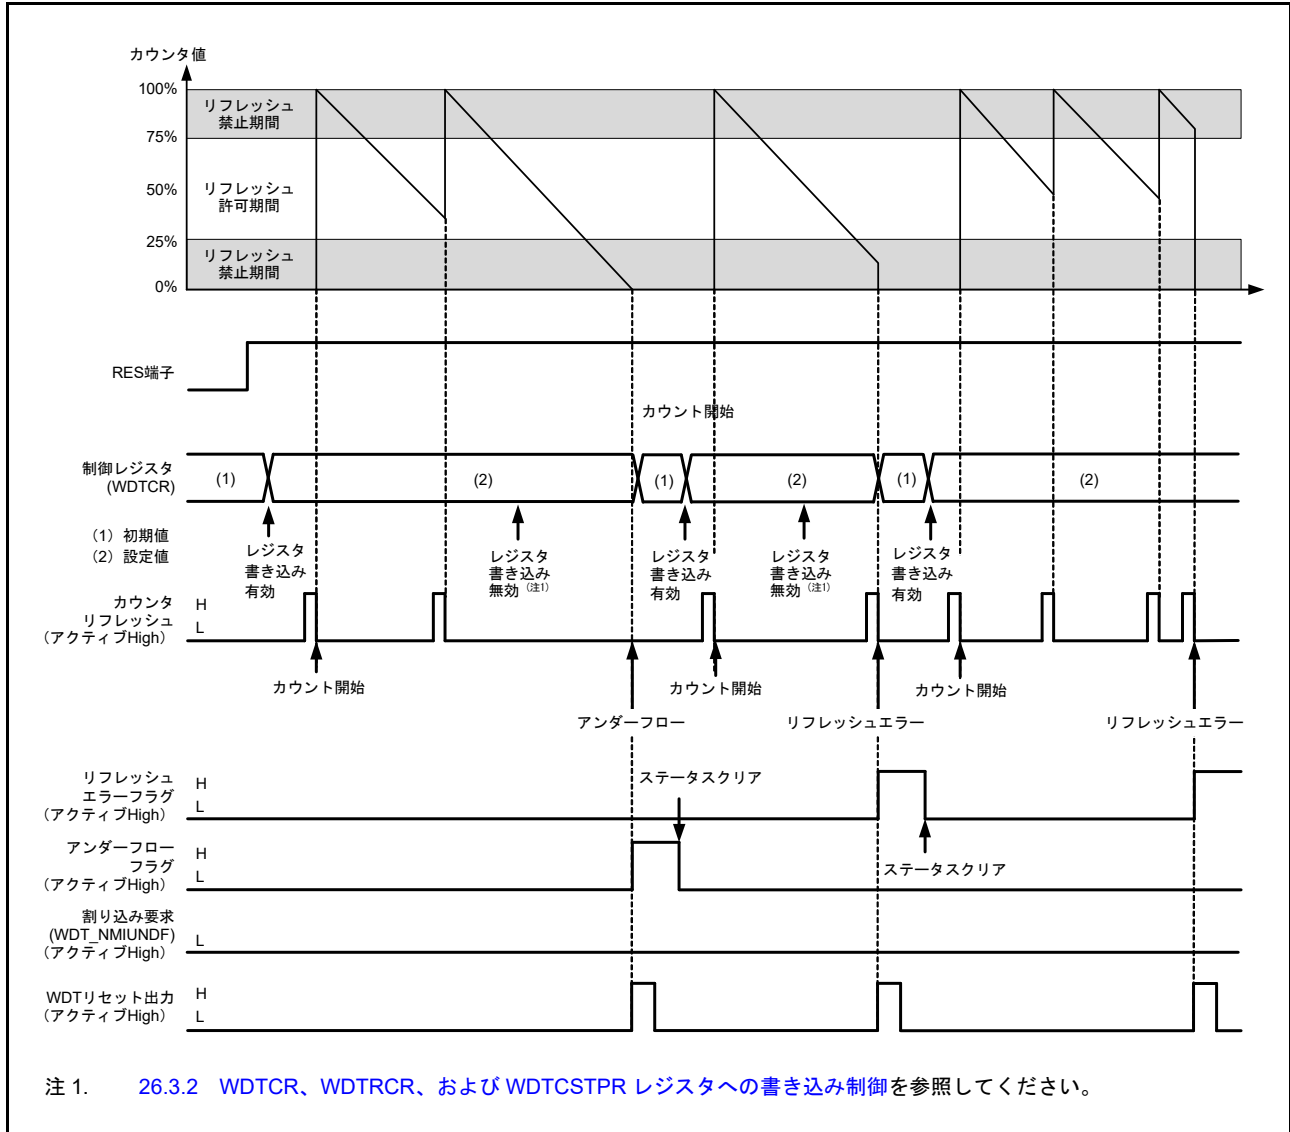 カウンタ値
100%
リフレッシュ
禁止期間
75%
50%
リフレッシュ
許可期間
25%
リフレッシュ
禁止期間
0%
RES端子
カウント開始
制御レジスタ
(WDTCR)
(1)
(2)
(1)
(2)
(1)
(2)
(1) 初期値
(2) 設定値
レジスタ
書き込み
有効
レジスタ
書き込み
無効 (注1)
レジスタ
書き込み
有効
レジスタ
書き込み
無効 (注1)
レジスタ
書き込み
有効
カウンタ
リフレッシュ
(アクティブHigh)
H
L
カウント開始
カウント開始
カウント開始
アンダーフロー
リフレッシュエラー
リフレッシュエラー
リフレッシュ
エラーフラグ
(アクティブHigh)
H
L
ステータスクリア
アンダーフロー
フラグ
(アクティブHigh)
H
L
ステータスクリア
割り込み要求
(WDT_NMIUNDF)
(アクティブHigh)
L
WDTリセット出力
(アクティブHigh)
H
L
注 1. 26.3.2 WDTCR、WDTRCR、および WDTCSTPR レジスタへの書き込み制御を参照してください。